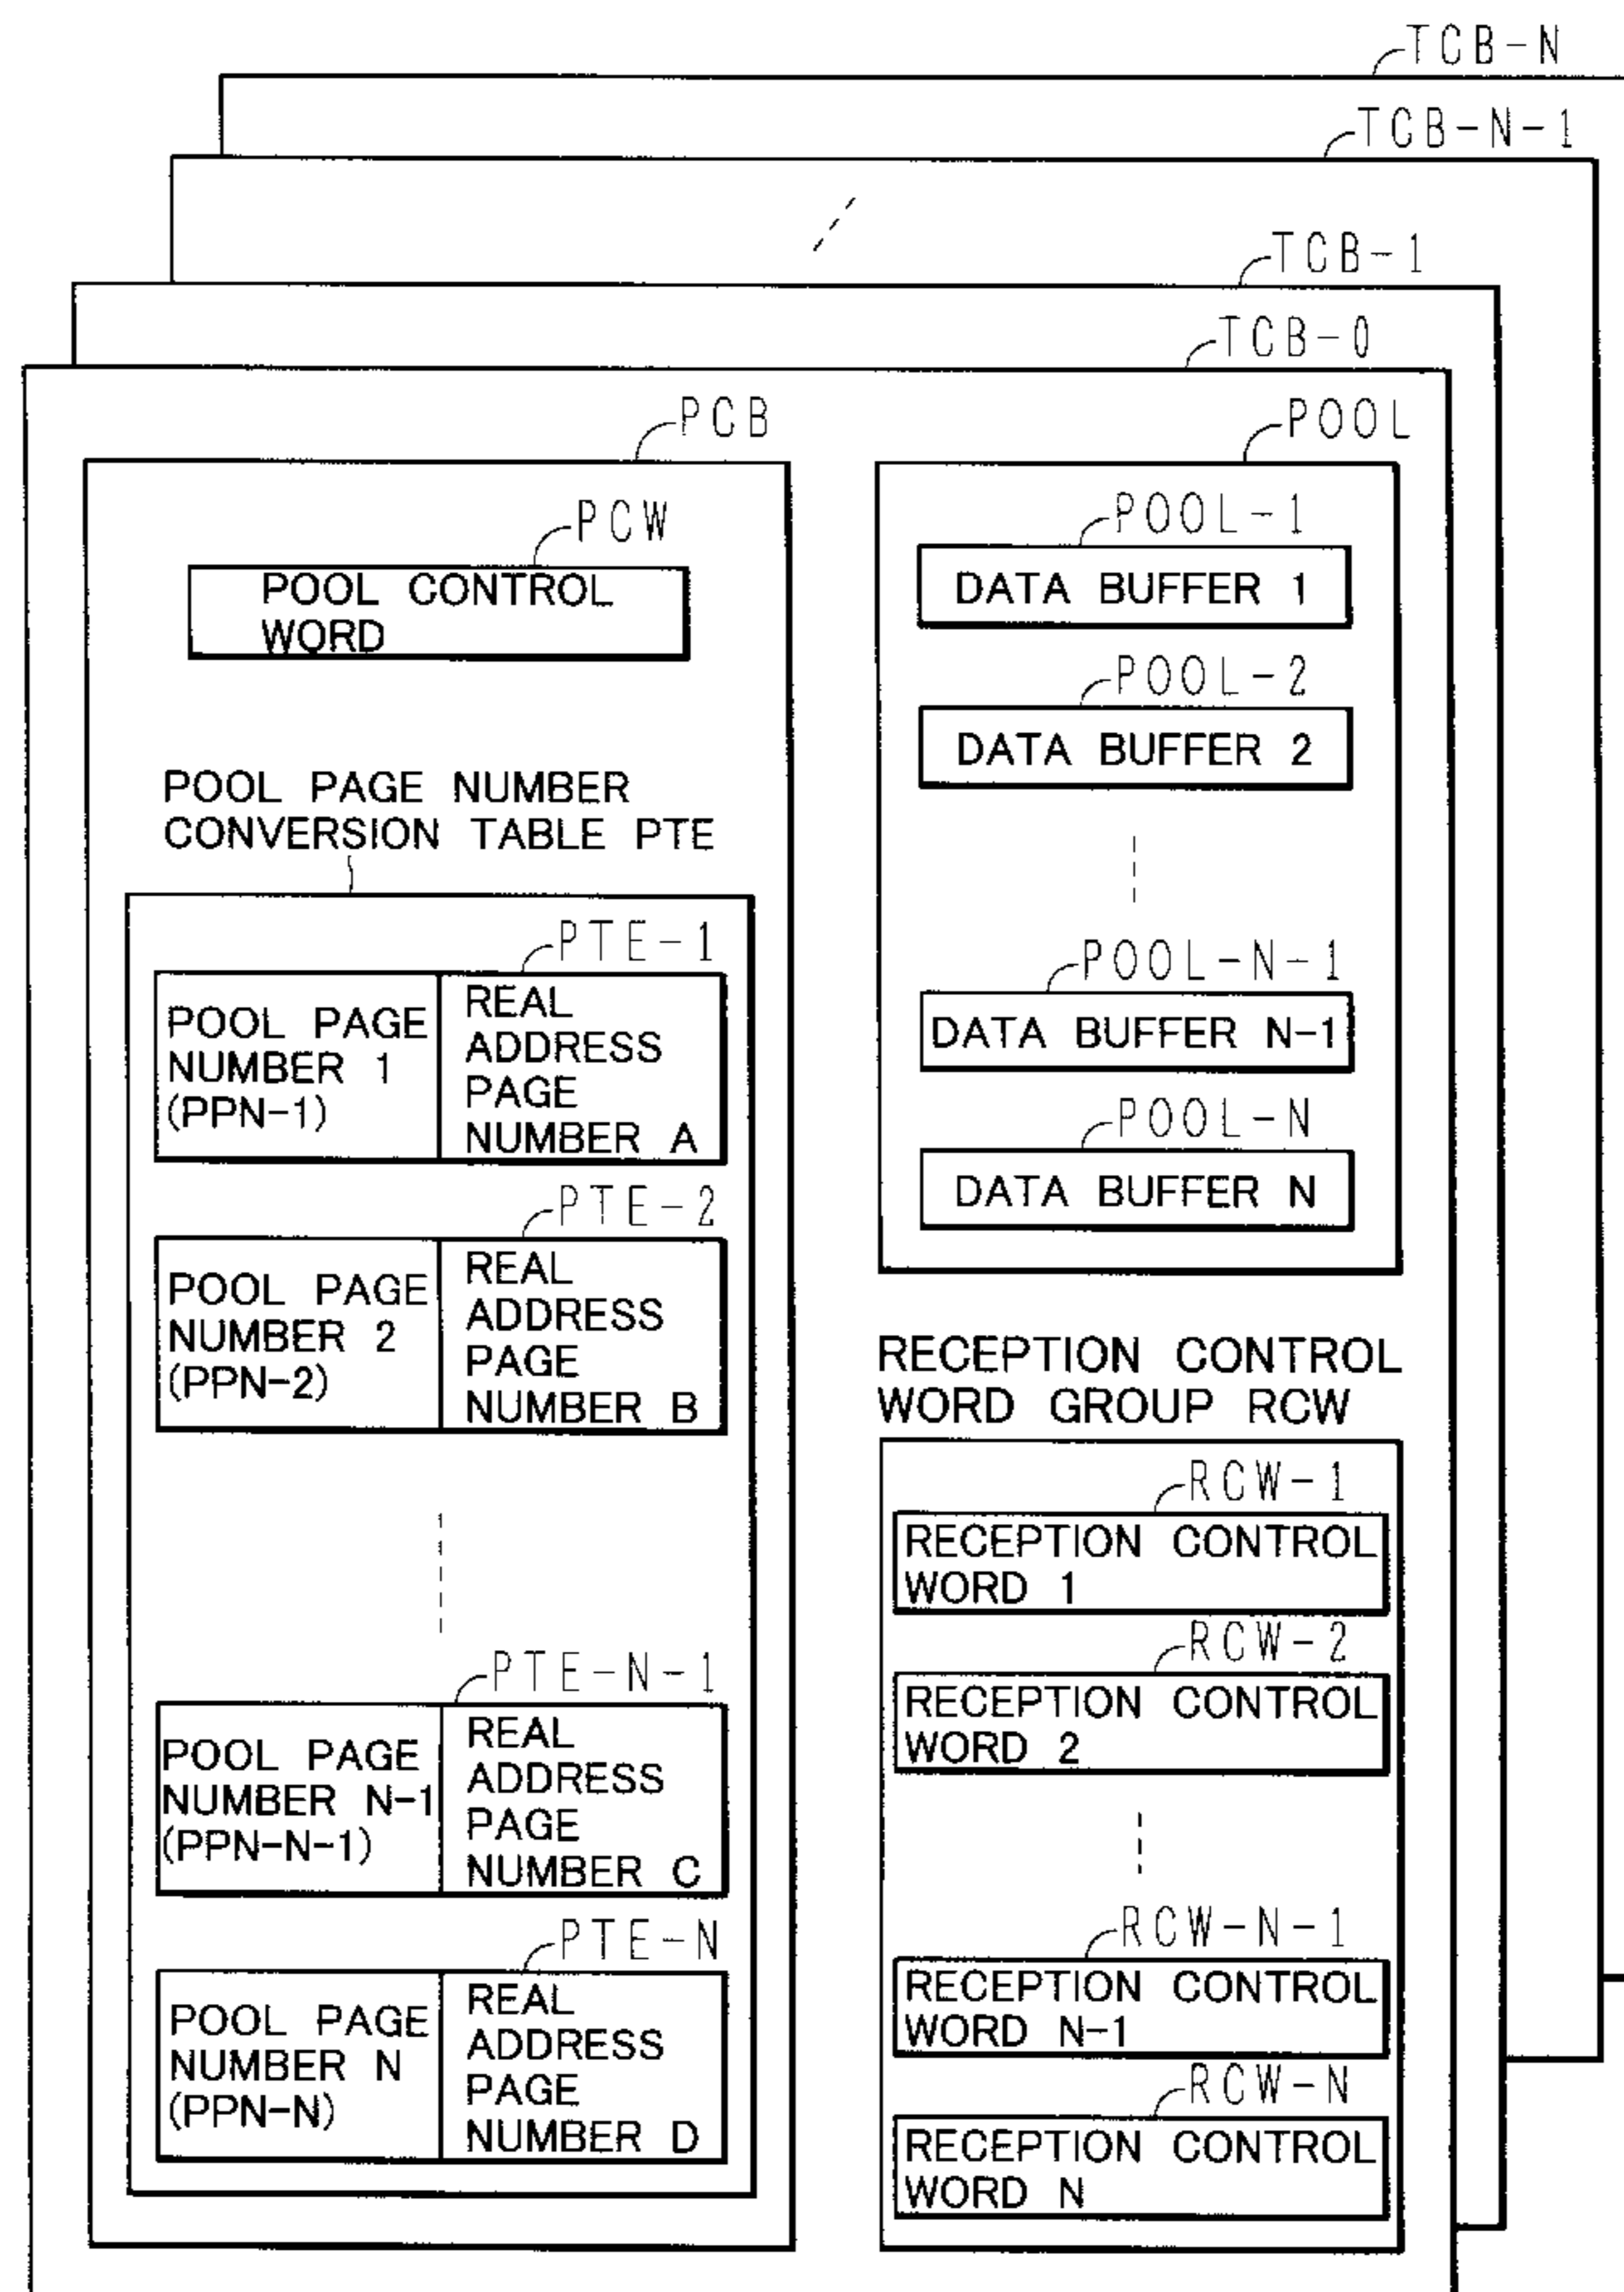 TCB-N
TCB-N-1
TCB-1
TCB-0
PCB
PCW
POOL CONTROL
WORD
POOL PAGE NUMBER
CONVERSION TABLE PTE
PTE-1
POOL PAGE
NUMBER 1
(PPN-1)
REAL
ADDRESS
PAGE
NUMBER A
PTE-2
POOL PAGE
NUMBER 2
(PPN-2)
REAL
ADDRESS
PAGE
NUMBER B
PTE-N-1
POOL PAGE
NUMBER N-1
(PPN-N-1)
REAL
ADDRESS
PAGE
NUMBER C
PTE-N
POOL PAGE
NUMBER N
(PPN-N)
REAL
ADDRESS
PAGE
NUMBER D
POOL
POOL-1
DATA BUFFER 1
POOL-2
DATA BUFFER 2
POOL-N-1
DATA BUFFER N-1
POOL-N
DATA BUFFER N
RECEPTION CONTROL
WORD GROUP RCW
RCW-1
RECEPTION CONTROL
WORD 1
RCW-2
RECEPTION CONTROL
WORD 2
RCW-N-1
RECEPTION CONTROL
WORD N-1
RCW-N
RECEPTION CONTROL
WORD N